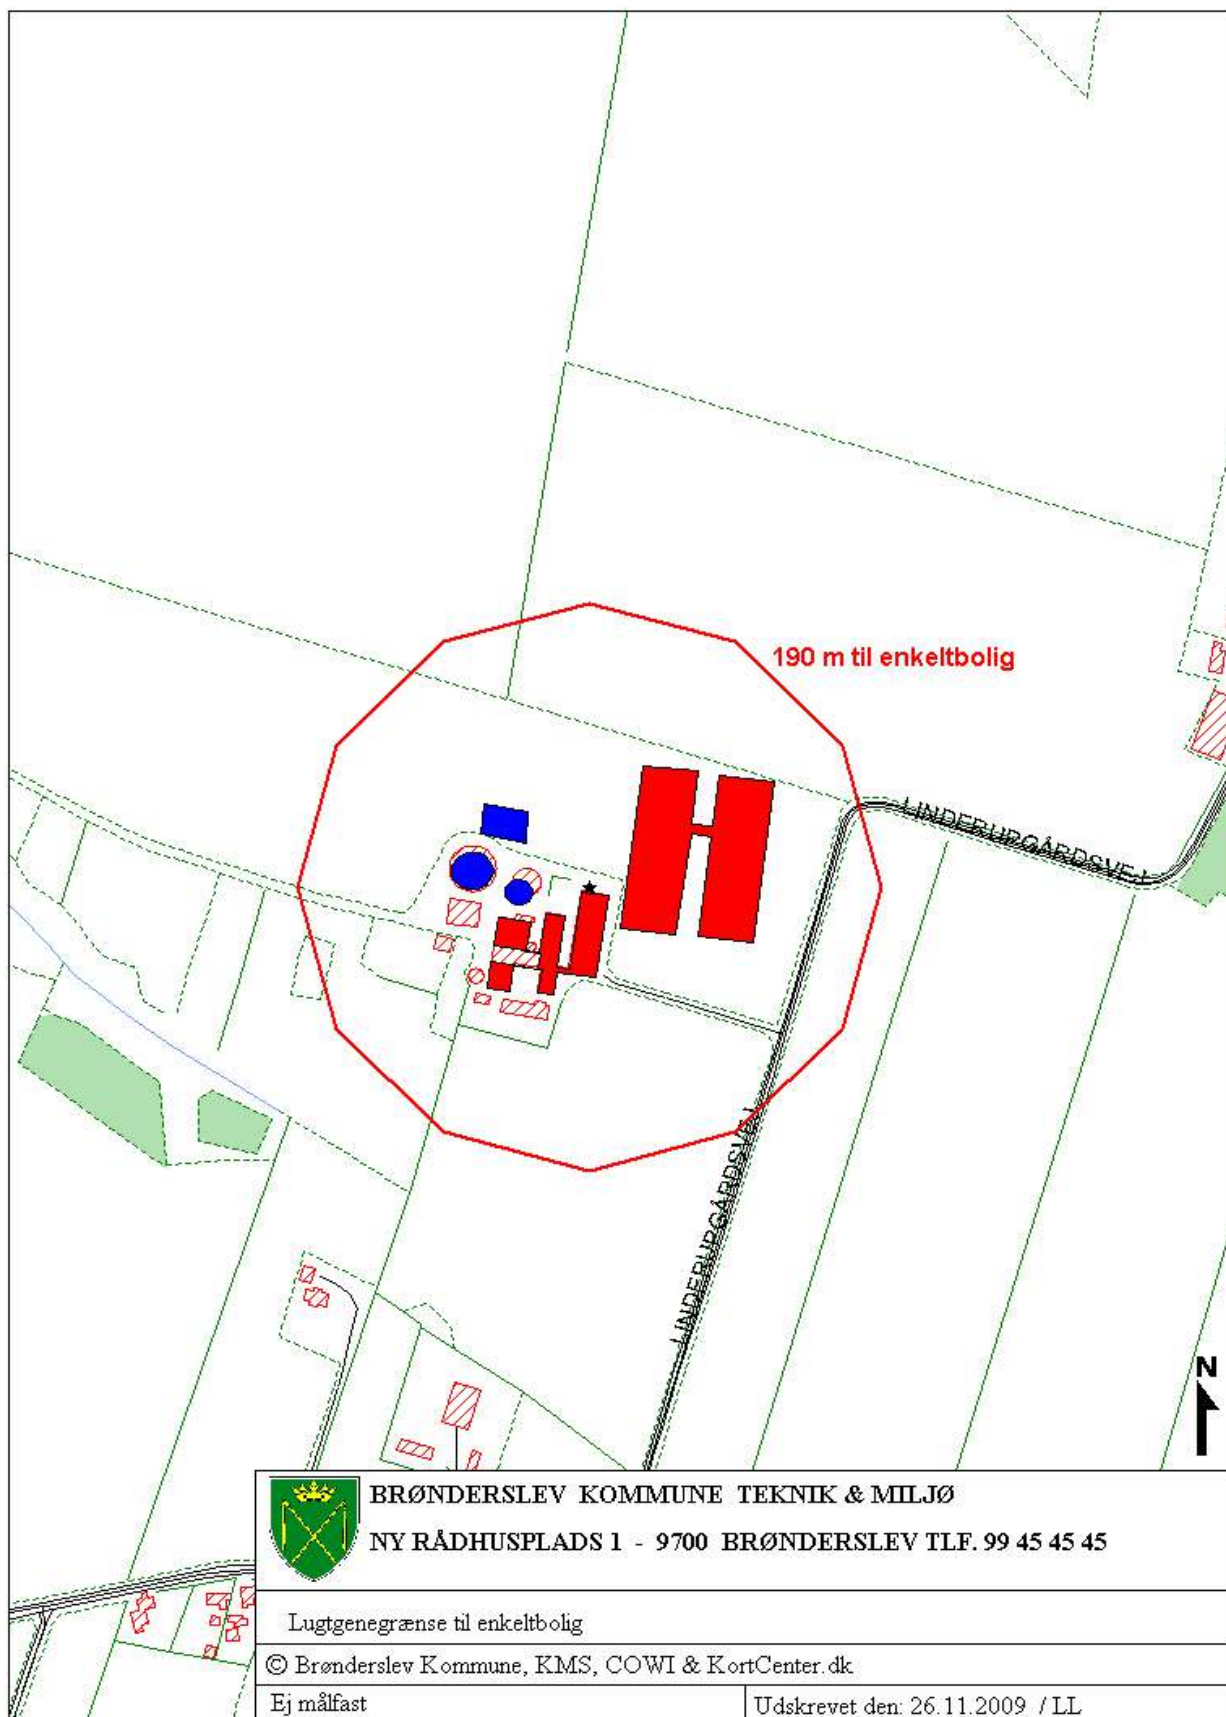 190 m til enkeltbolig
LINDERUPGÅRDSVEJ
LINDERUPGÅRDSVEJ
N
BRØNDERSLEV KOMMUNE TEKNIK & MILJØ
NY RÅDHUSPLADS 1 - 9700 BRØNDERSLEV TLF. 99 45 45 45
Lugtgenegrænse til enkeltbolig
© Brønderslev Kommune, KMS, COWI & KortCenter.dk
Ej målfast
Udskrevet den: 26.11.2009 / LL